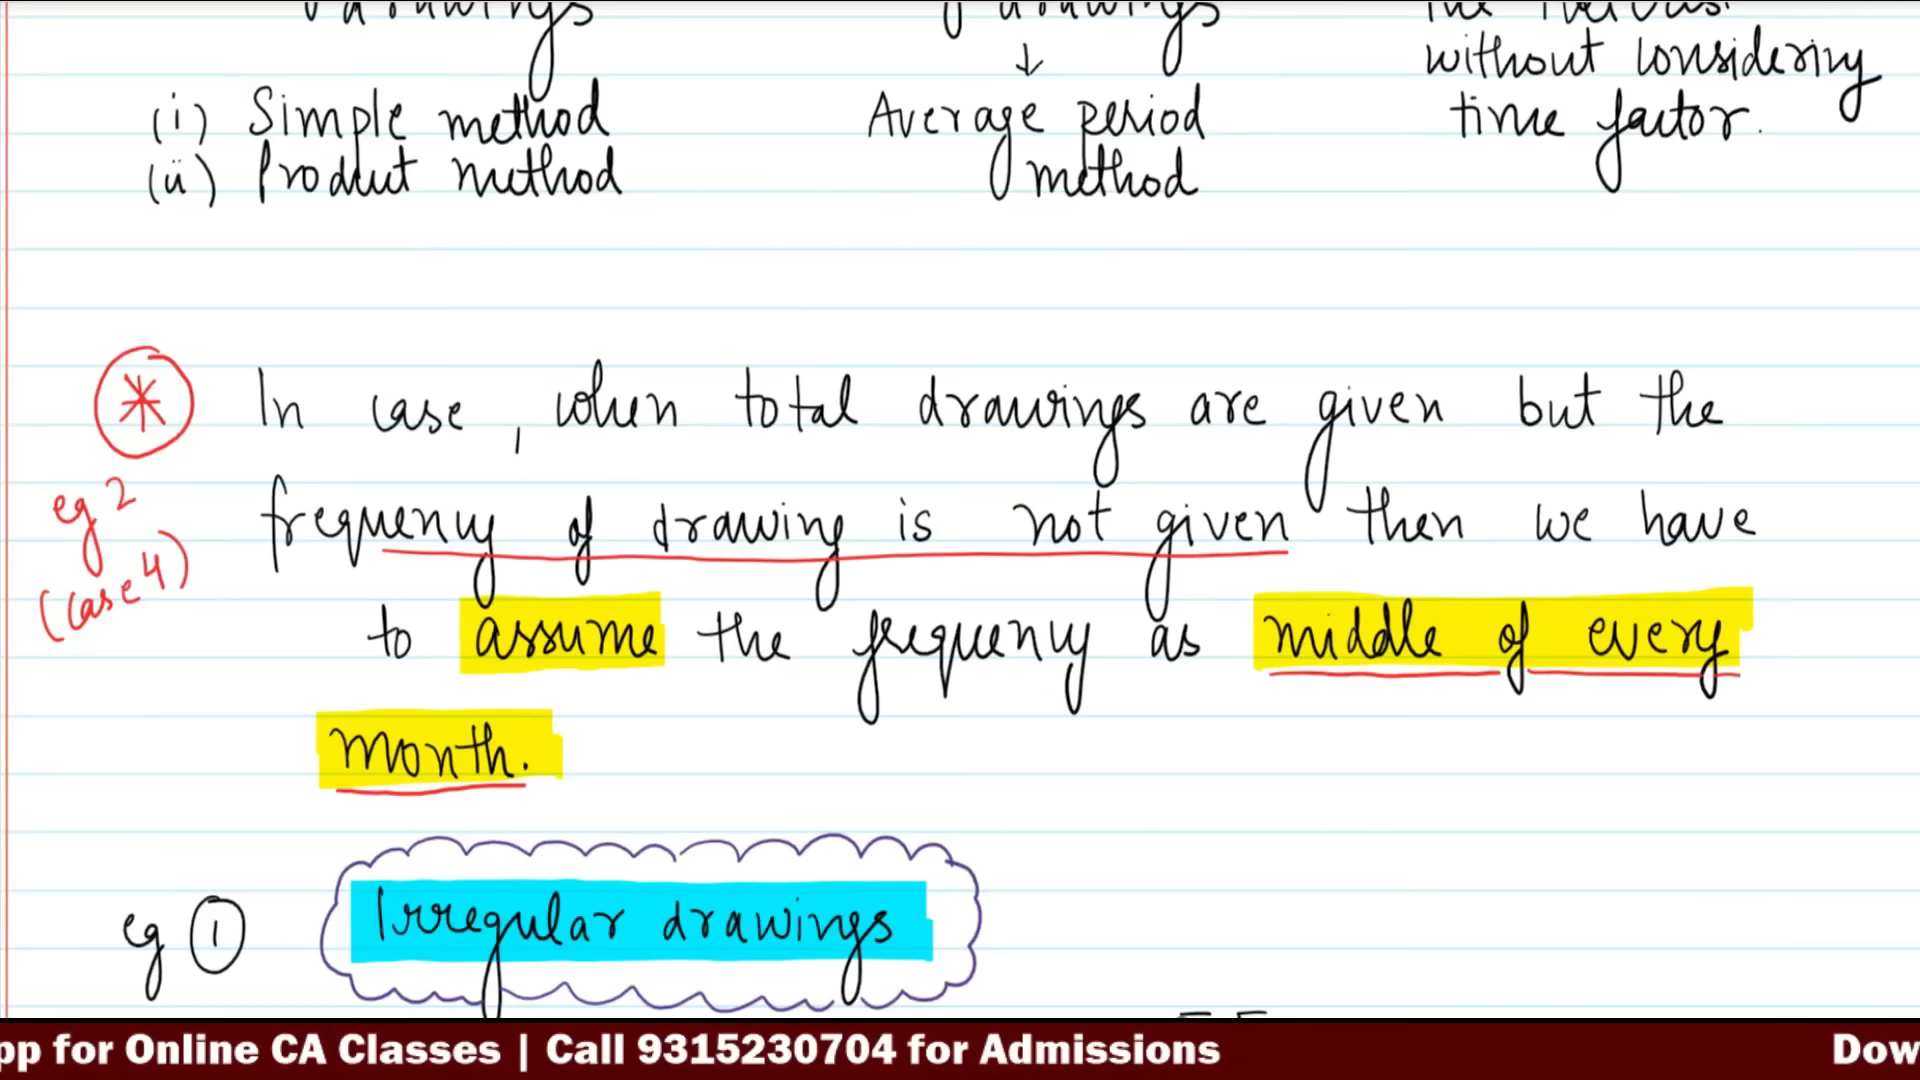 drawings drawings
without considering
(i) Simple method Average period time factor.
(ii) Product method method
* In case, when total drawings are given but the
eg 2 frequency of drawing is not given then we have
(case 4) to assume the frequency as middle of every
month.
eg ① Irregular drawings
pp for Online CA Classes | Call 9315230704 for Admissions Dow